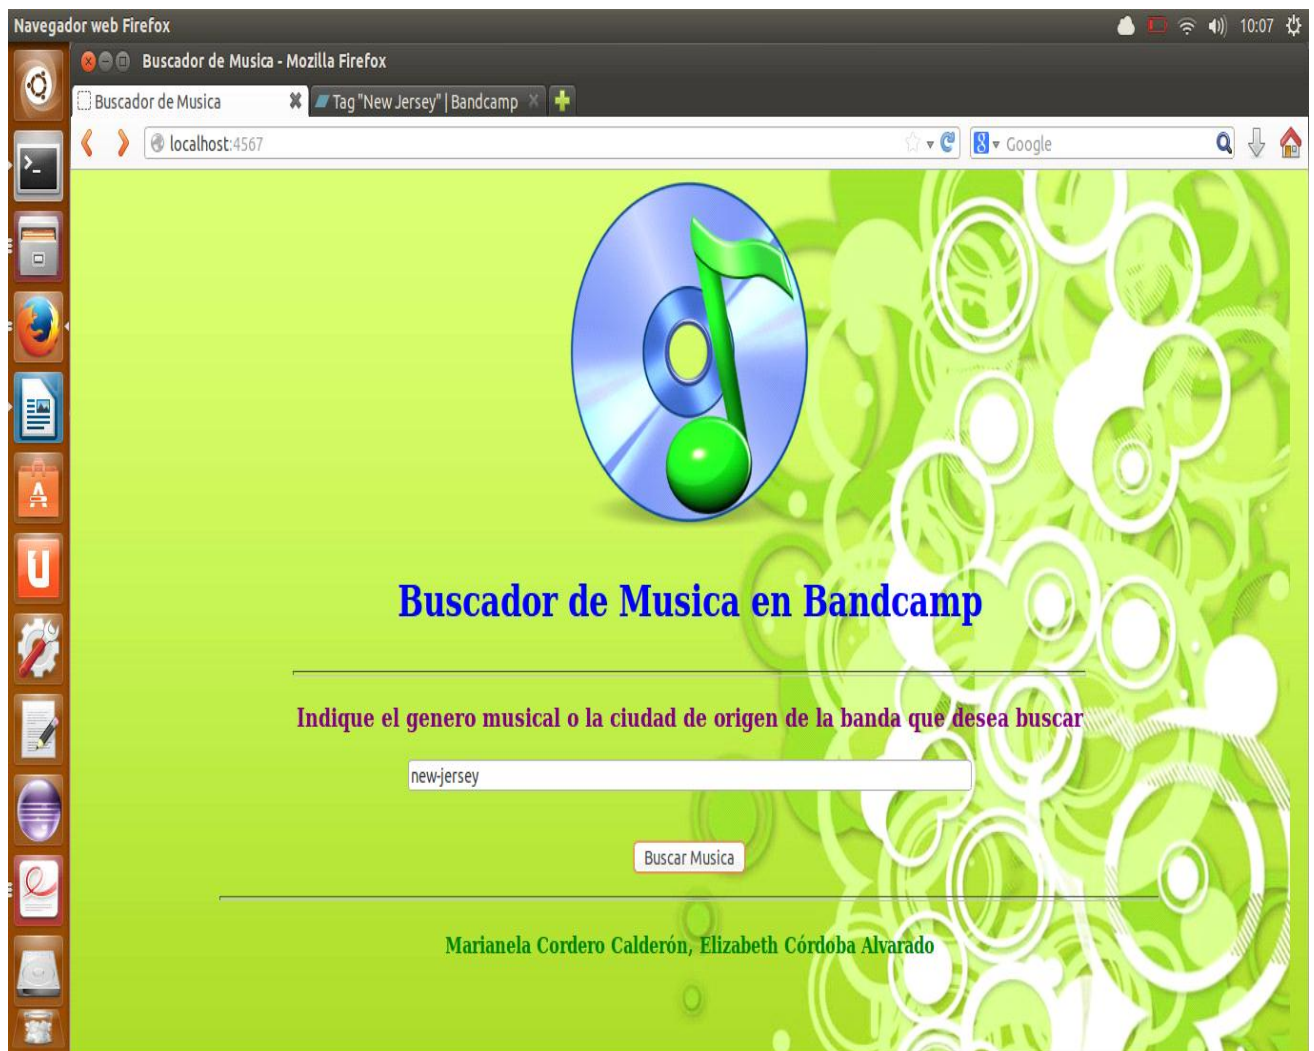 Navegador web Firefox 10:07
Buscador de Musica - Mozilla Firefox
Buscador de Musica Tag "New Jersey" | Bandcamp
localhost:4567 Google
Buscador de Musica en Bandcamp
Indique el genero musical o la ciudad de origen de la banda que desea buscar
new-jersey
Buscar Musica
Marianela Cordero Calderón, Elizabeth Córdoba Alvarado